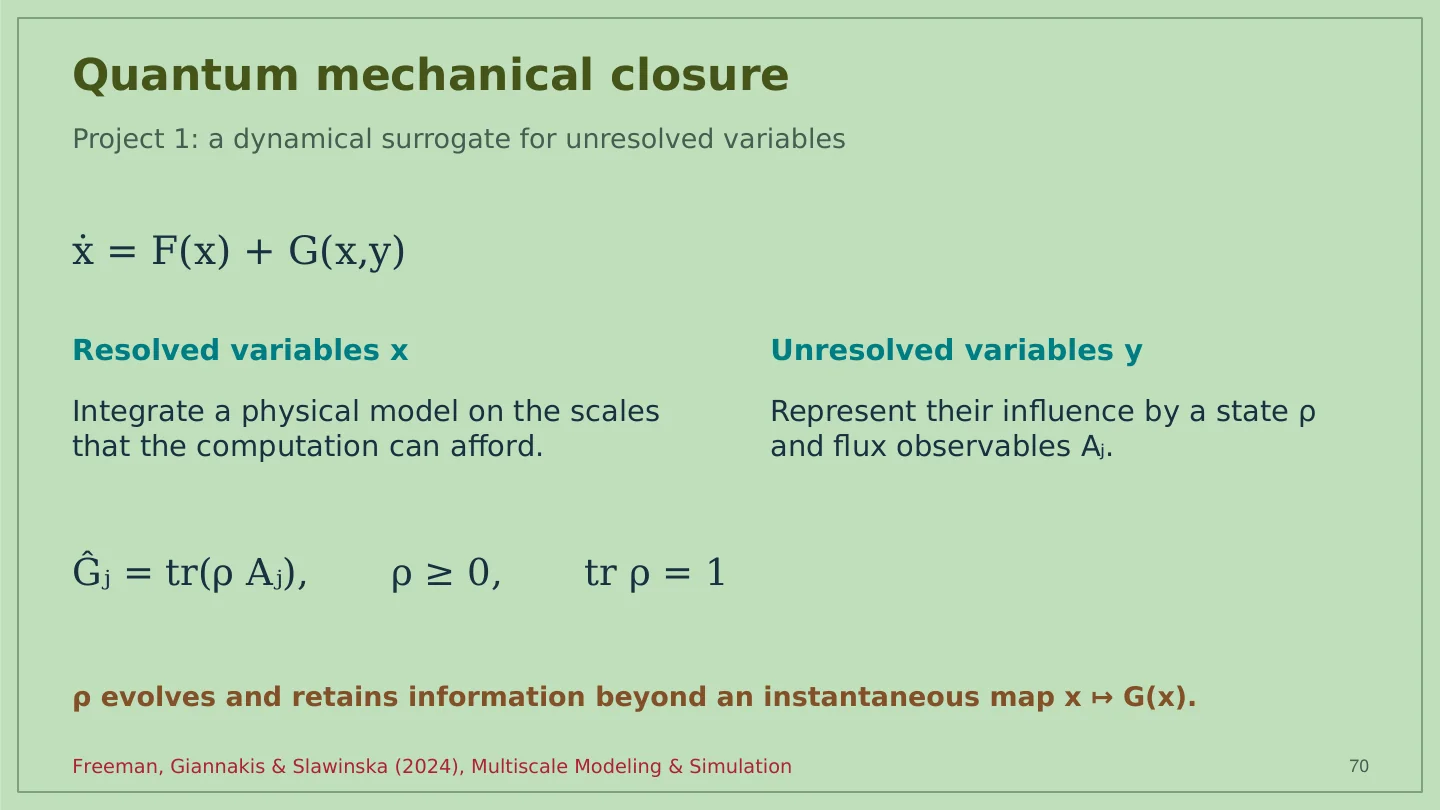 Quantum mechanical closure
Project 1: a dynamical surrogate for unresolved variables
ẋ = F(x) + G(x,y)
Resolved variables x
Integrate a physical model on the scales
that the computation can afford.
Unresolved variables y
Represent their influence by a state ρ
and flux observables Aⱼ.
Ĝⱼ = tr(ρ Aⱼ), ρ ≥ 0, tr ρ = 1
ρ evolves and retains information beyond an instantaneous map x ↦ G(x).
Freeman, Giannakis & Slawinska (2024), Multiscale Modeling & Simulation
70